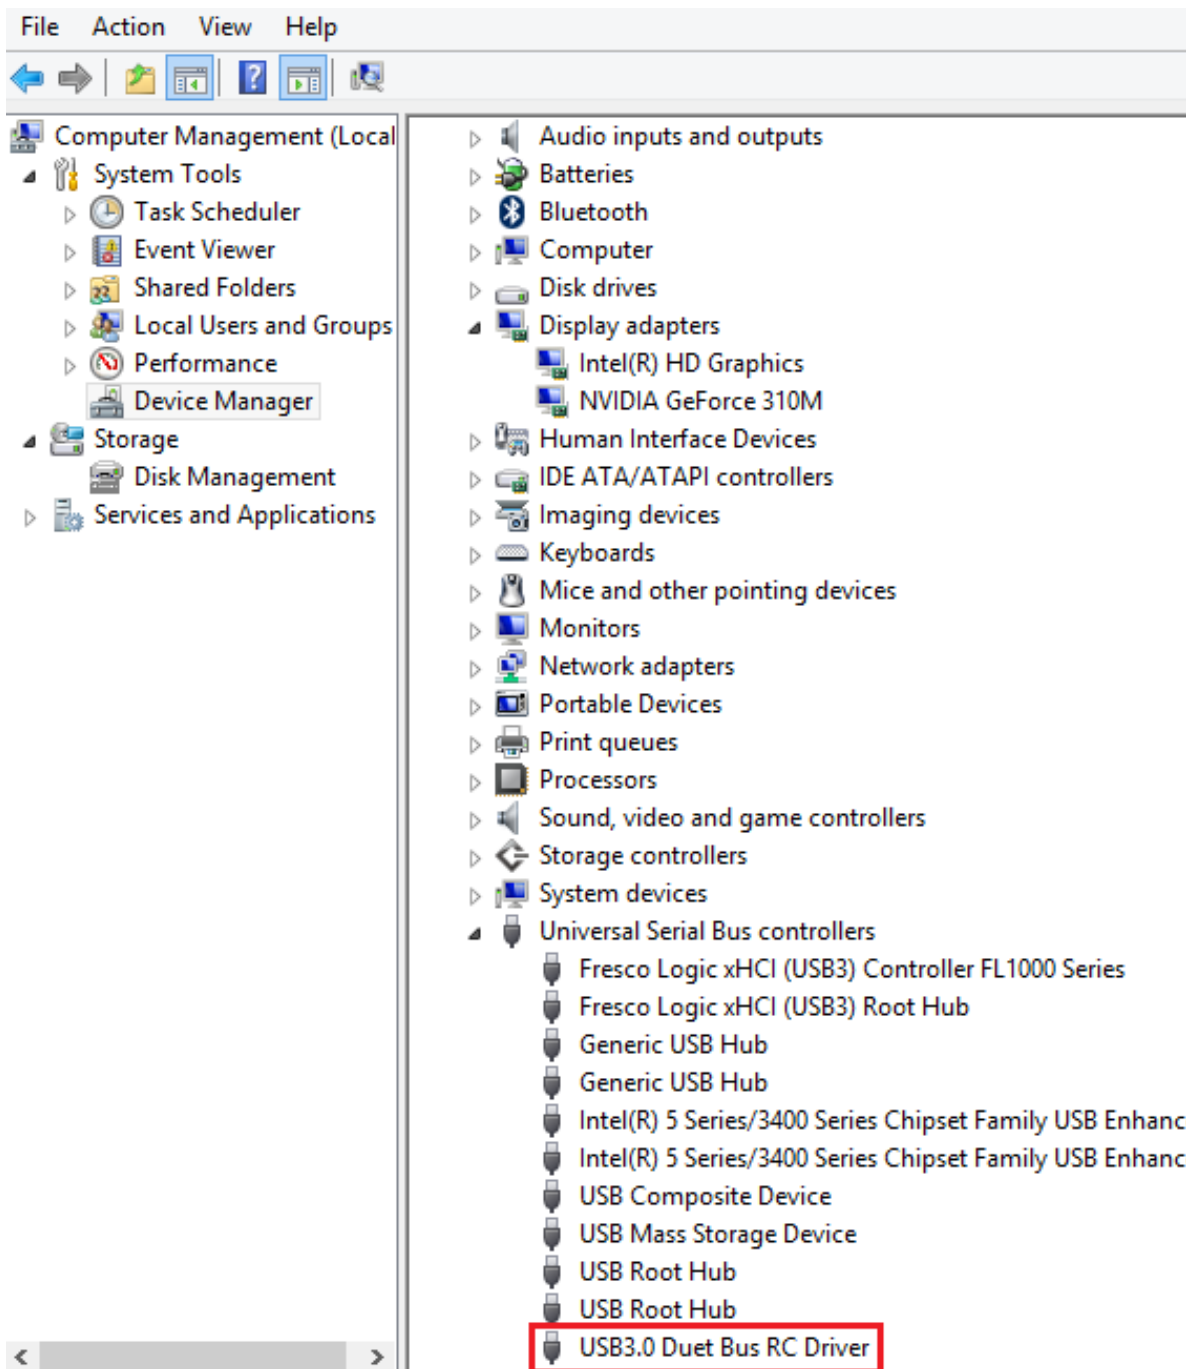 File Action View Help
Computer Management (Local
System Tools
Task Scheduler
Event Viewer
Shared Folders
Local Users and Groups
Performance
Device Manager
Storage
Disk Management
Services and Applications
Audio inputs and outputs
Batteries
Bluetooth
Computer
Disk drives
Display adapters
Intel(R) HD Graphics
NVIDIA GeForce 310M
Human Interface Devices
IDE ATA/ATAPI controllers
Imaging devices
Keyboards
Mice and other pointing devices
Monitors
Network adapters
Portable Devices
Print queues
Processors
Sound, video and game controllers
Storage controllers
System devices
Universal Serial Bus controllers
Fresco Logic xHCI (USB3) Controller FL1000 Series
Fresco Logic xHCI (USB3) Root Hub
Generic USB Hub
Generic USB Hub
Intel(R) 5 Series/3400 Series Chipset Family USB Enhanc
Intel(R) 5 Series/3400 Series Chipset Family USB Enhanc
USB Composite Device
USB Mass Storage Device
USB Root Hub
USB Root Hub
USB3.0 Duet Bus RC Driver